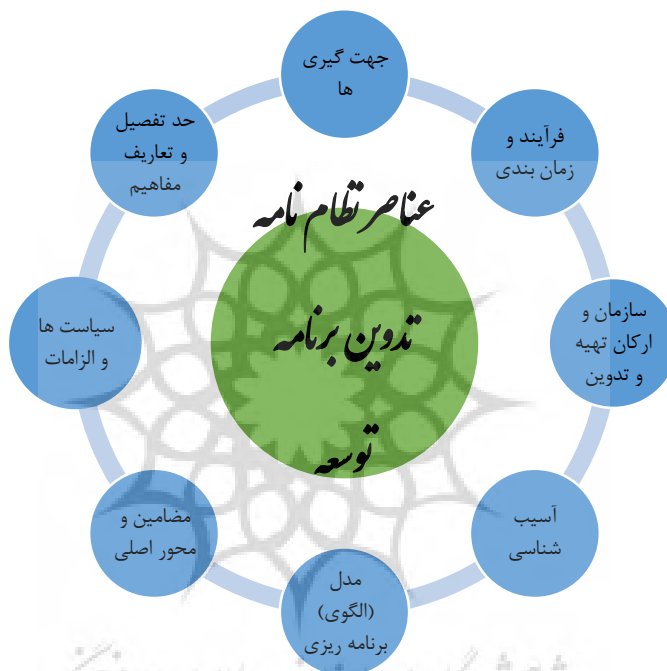 جهت گیری
ها
فرآیند و
زمان بندی
سازمان و
ارکان تهیه
و تدوین
آسیب
شناسی
مدل
(الگوی)
برنامه ریزی
مضامین و
محور اصلی
سیاست ها
و الزامات
حد تفصیل
و تعاریف
مفاهیم
عناصر نظام نامه
تدوین برنامه
توسعه